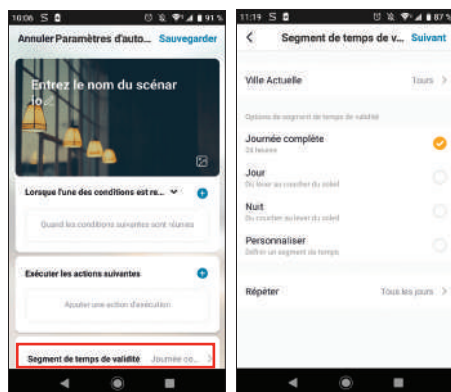 10:06
91 %
Annuler Paramètres d'auto... Sauvegarder
Entrez le nom du scénar
io
Lorsque l'une des conditions est re...
Quand les conditions suivantes sont réunies
Exécuter les actions suivantes
Ajouter une action d'exécution
Segment de temps de validité Journée co...
11:19
87 %
Segment de temps de v... Suivant
Ville Actuelle Tours
Options de segment de temps de validité
Journée complète
24 heures
Jour
Du lever au coucher du soleil
Nuit
Du coucher au lever du soleil
Personnaliser
Définir un segment de temps
Répéter Tous les jours